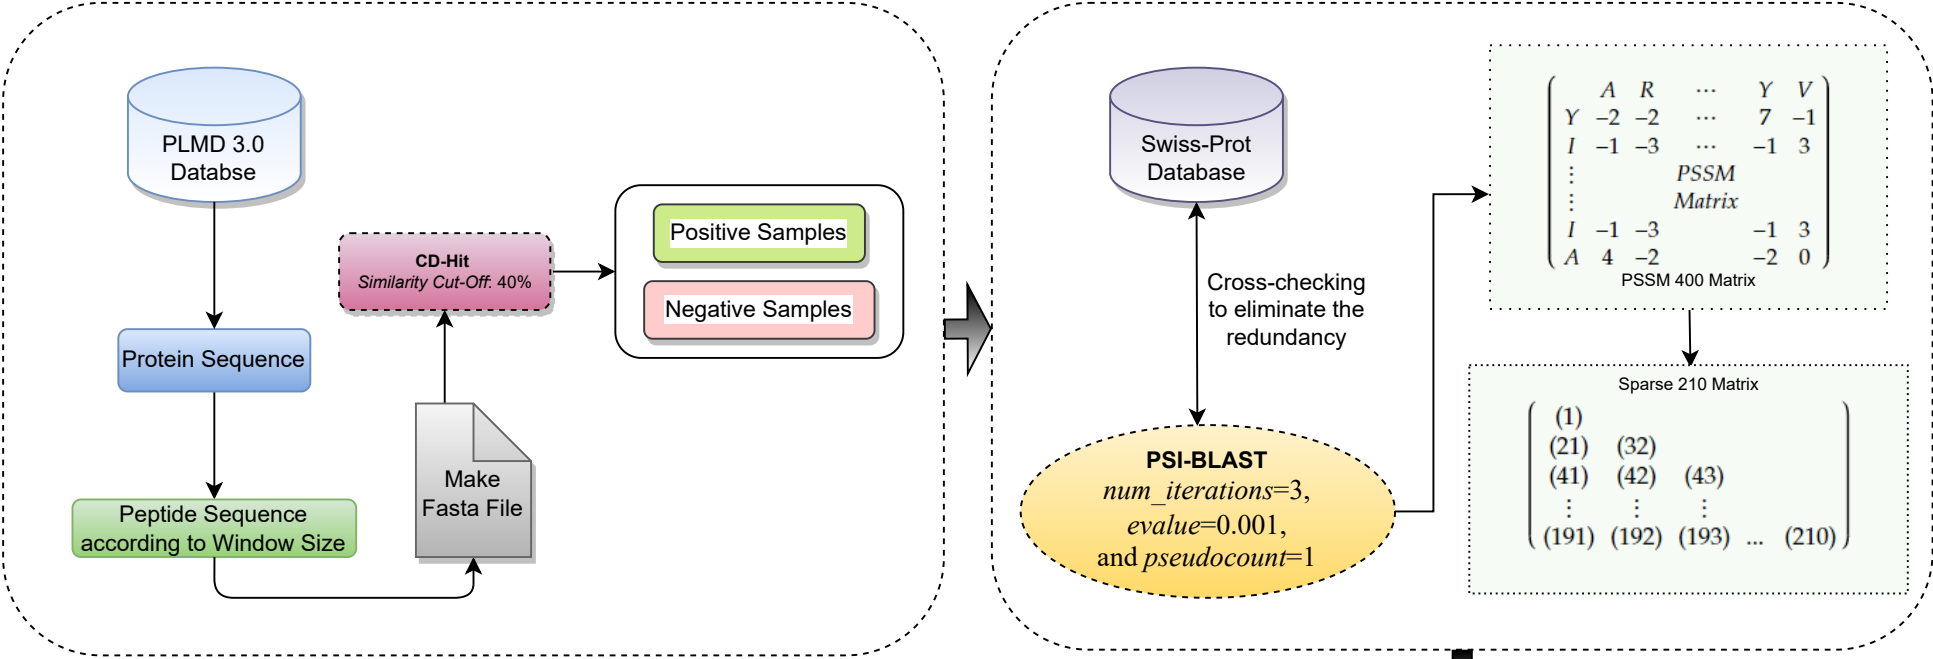 PLMD 3.0
Databse
Protein Sequence
Peptide Sequence
according to Window Size
Make
Fasta File
CD-Hit
Similarity Cut-Off: 40%
Positive Samples
Negative Samples
Swiss-Prot
Database
Cross-checking
to eliminate the
redundancy
PSI-BLAST
num_iterations=3,
evalue=0.001,
and pseudocount=1
A R ⋯ Y V
Y −2 −2 ⋯ 7 −1
I −1 −3 ⋯ −1 3
⋮ PSSM
⋮ Matrix
I −1 −3 −1 3
A 4 −2 −2 0
PSSM 400 Matrix
Sparse 210 Matrix
(1)
(21) (32)
(41) (42) (43)
⋮ ⋮ ⋮
(191) (192) (193) ... (210)